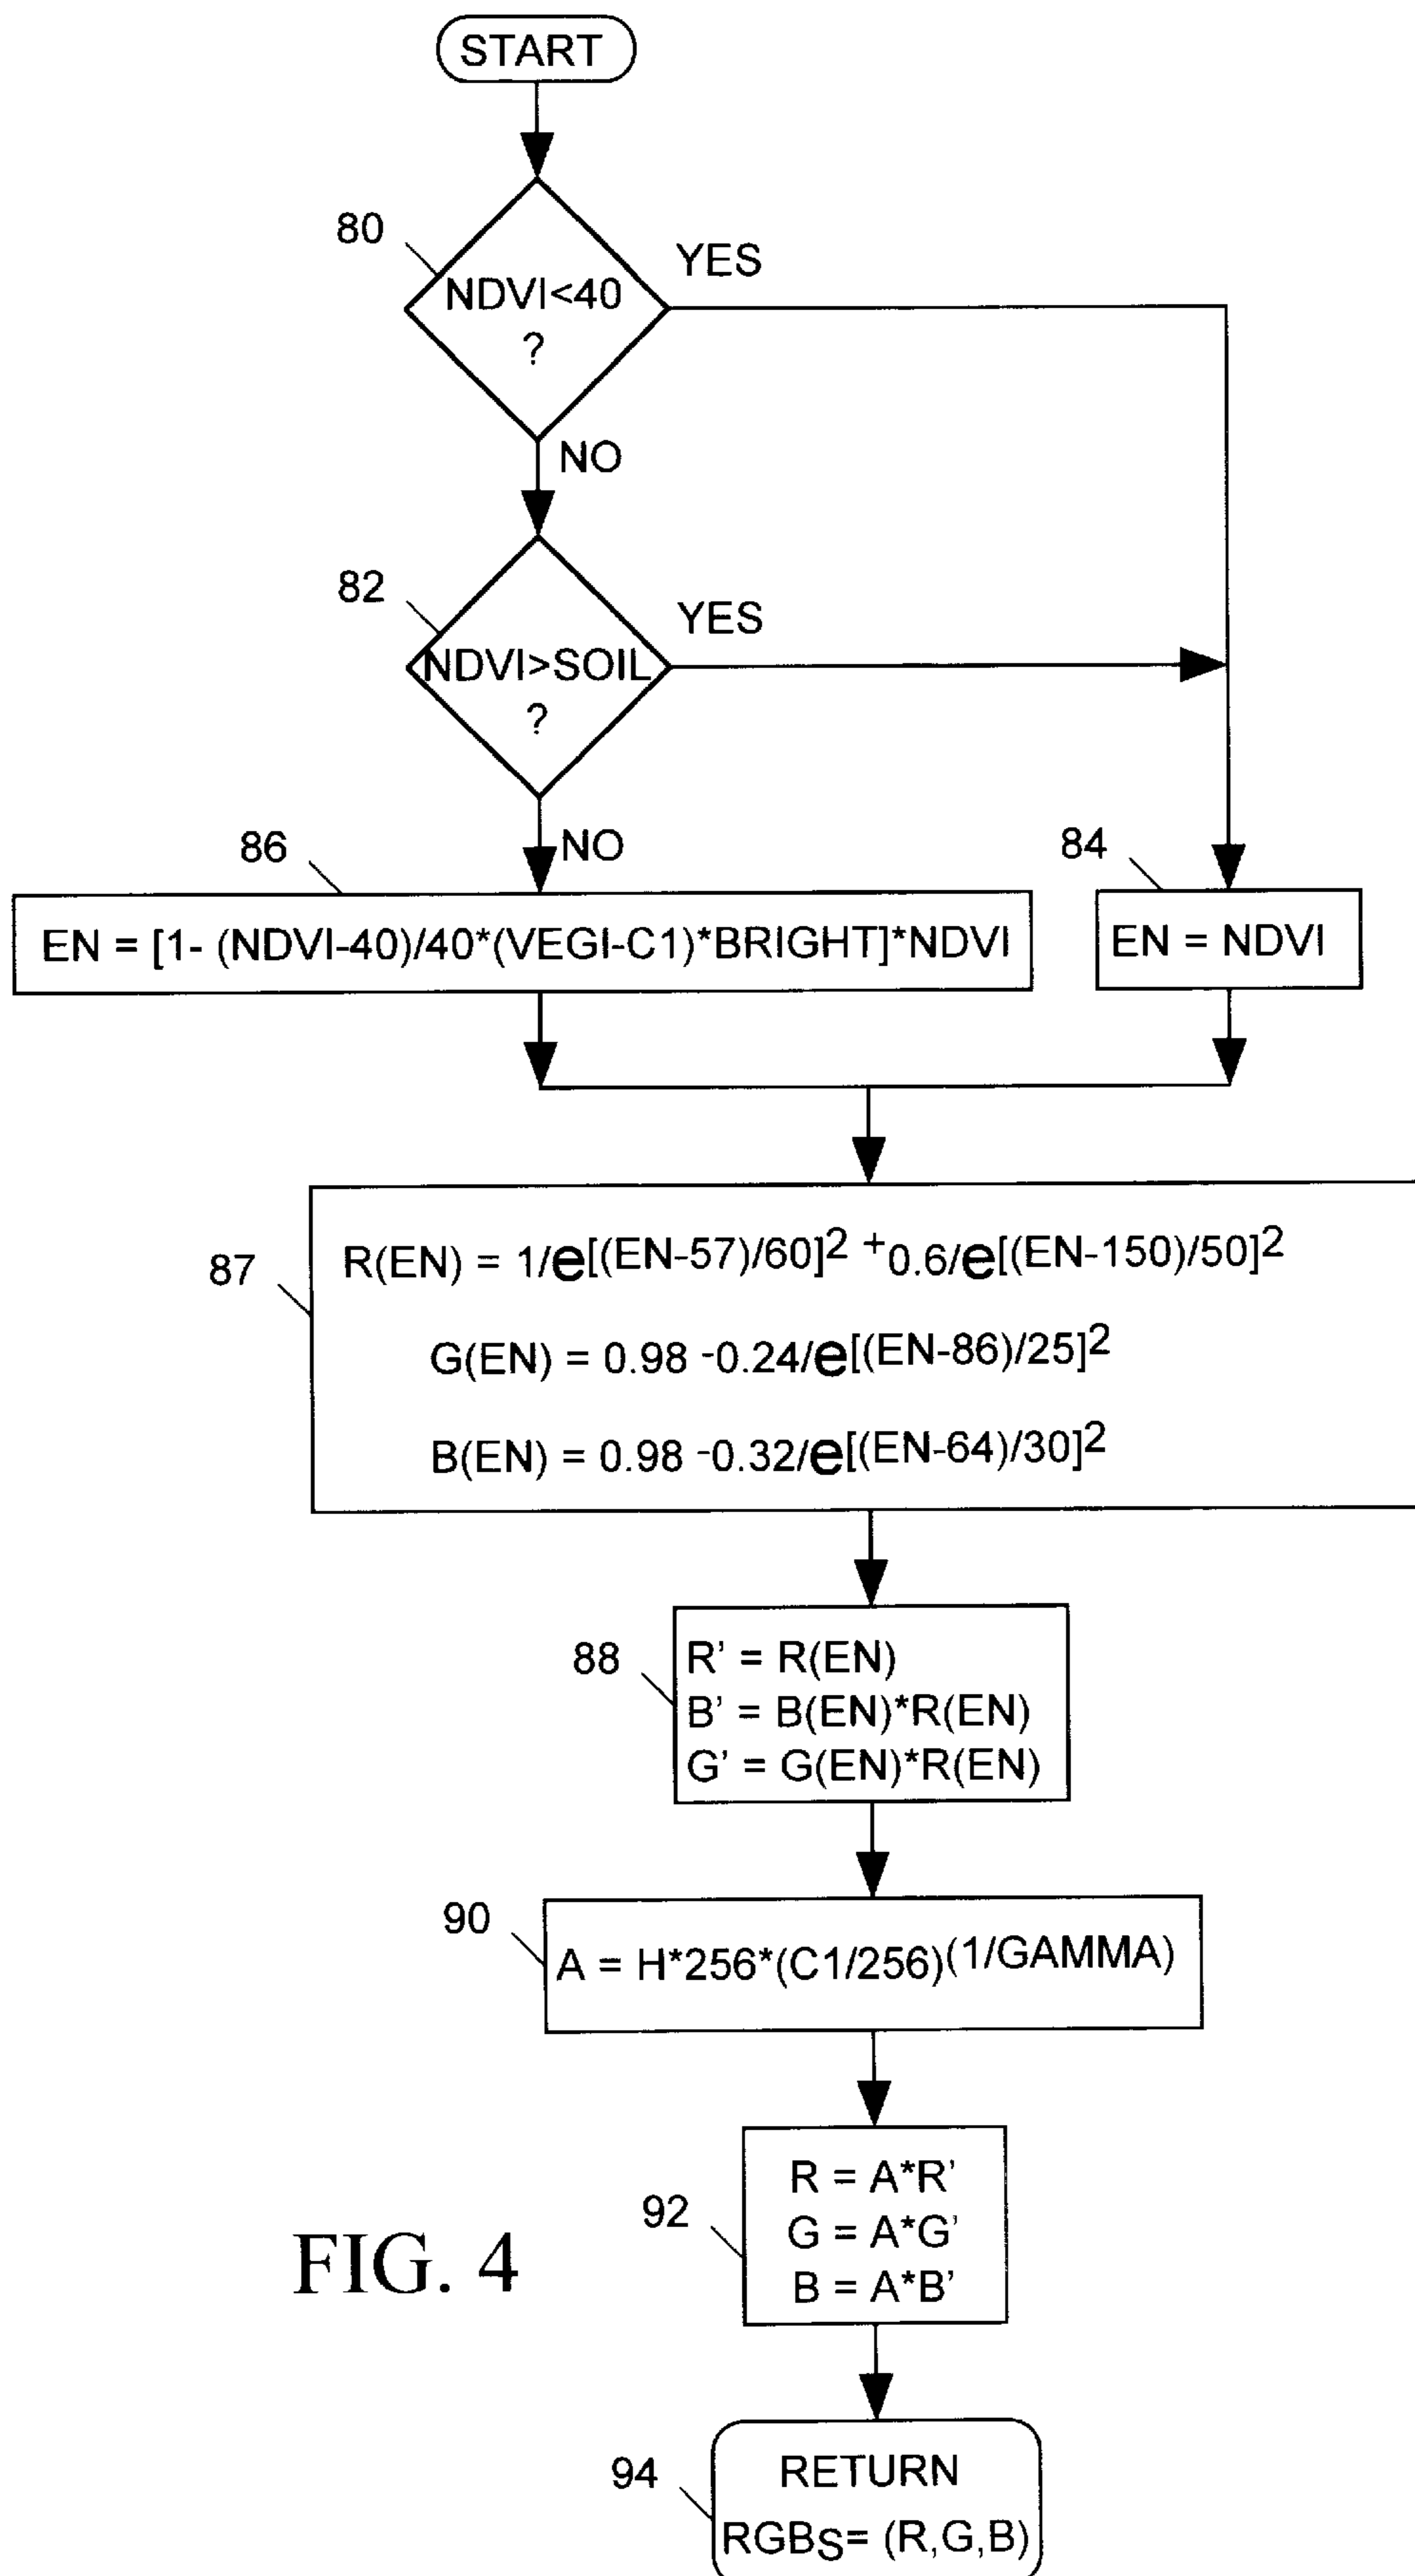 START
80
YES
NDVI<40
?
NO
82
YES
NDVI>SOIL
?
NO
86
84
EN = [1- (NDVI-40)/40*(VEGI-C1)*BRIGHT]*NDVI
EN = NDVI
87
R(EN) = 1/e[(EN-57)/60]2 +0.6/e[(EN-150)/50]2
G(EN) = 0.98 -0.24/e[(EN-86)/25]2
B(EN) = 0.98 -0.32/e[(EN-64)/30]2
88
R' = R(EN)
B' = B(EN)*R(EN)
G' = G(EN)*R(EN)
90
A = H*256*(C1/256)(1/GAMMA)
92
R = A*R'
G = A*G'
B = A*B'
FIG. 4
94
RETURN
RGBS= (R,G,B)